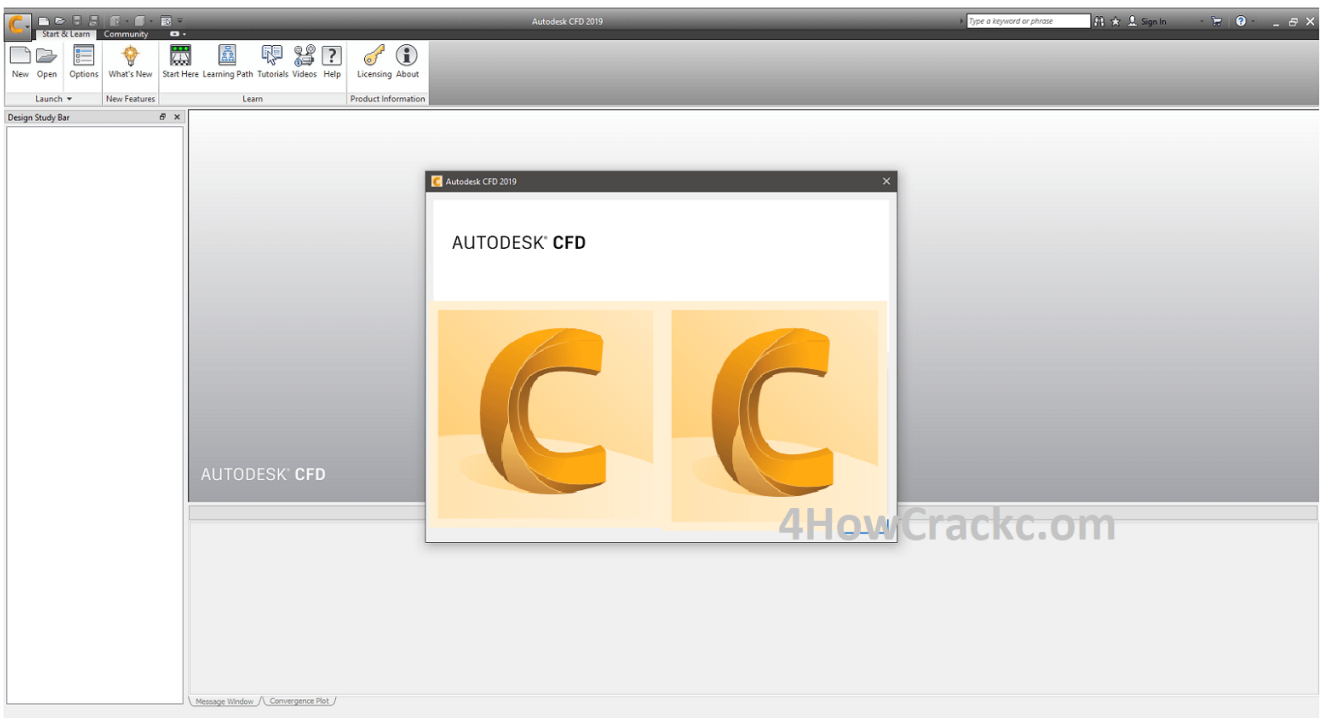 Autodesk CFD 2019
Type a keyword or phrase
Sign In
Start & Learn Community
New Open Options What's New Start Here Learning Path Tutorials Videos Help Licensing About
Launch New Features Learn Product Information
Design Study Bar
Autodesk CFD 2019
AUTODESK® CFD
AUTODESK® CFD
4HowCrackc.om
Message Window Convergence Plot